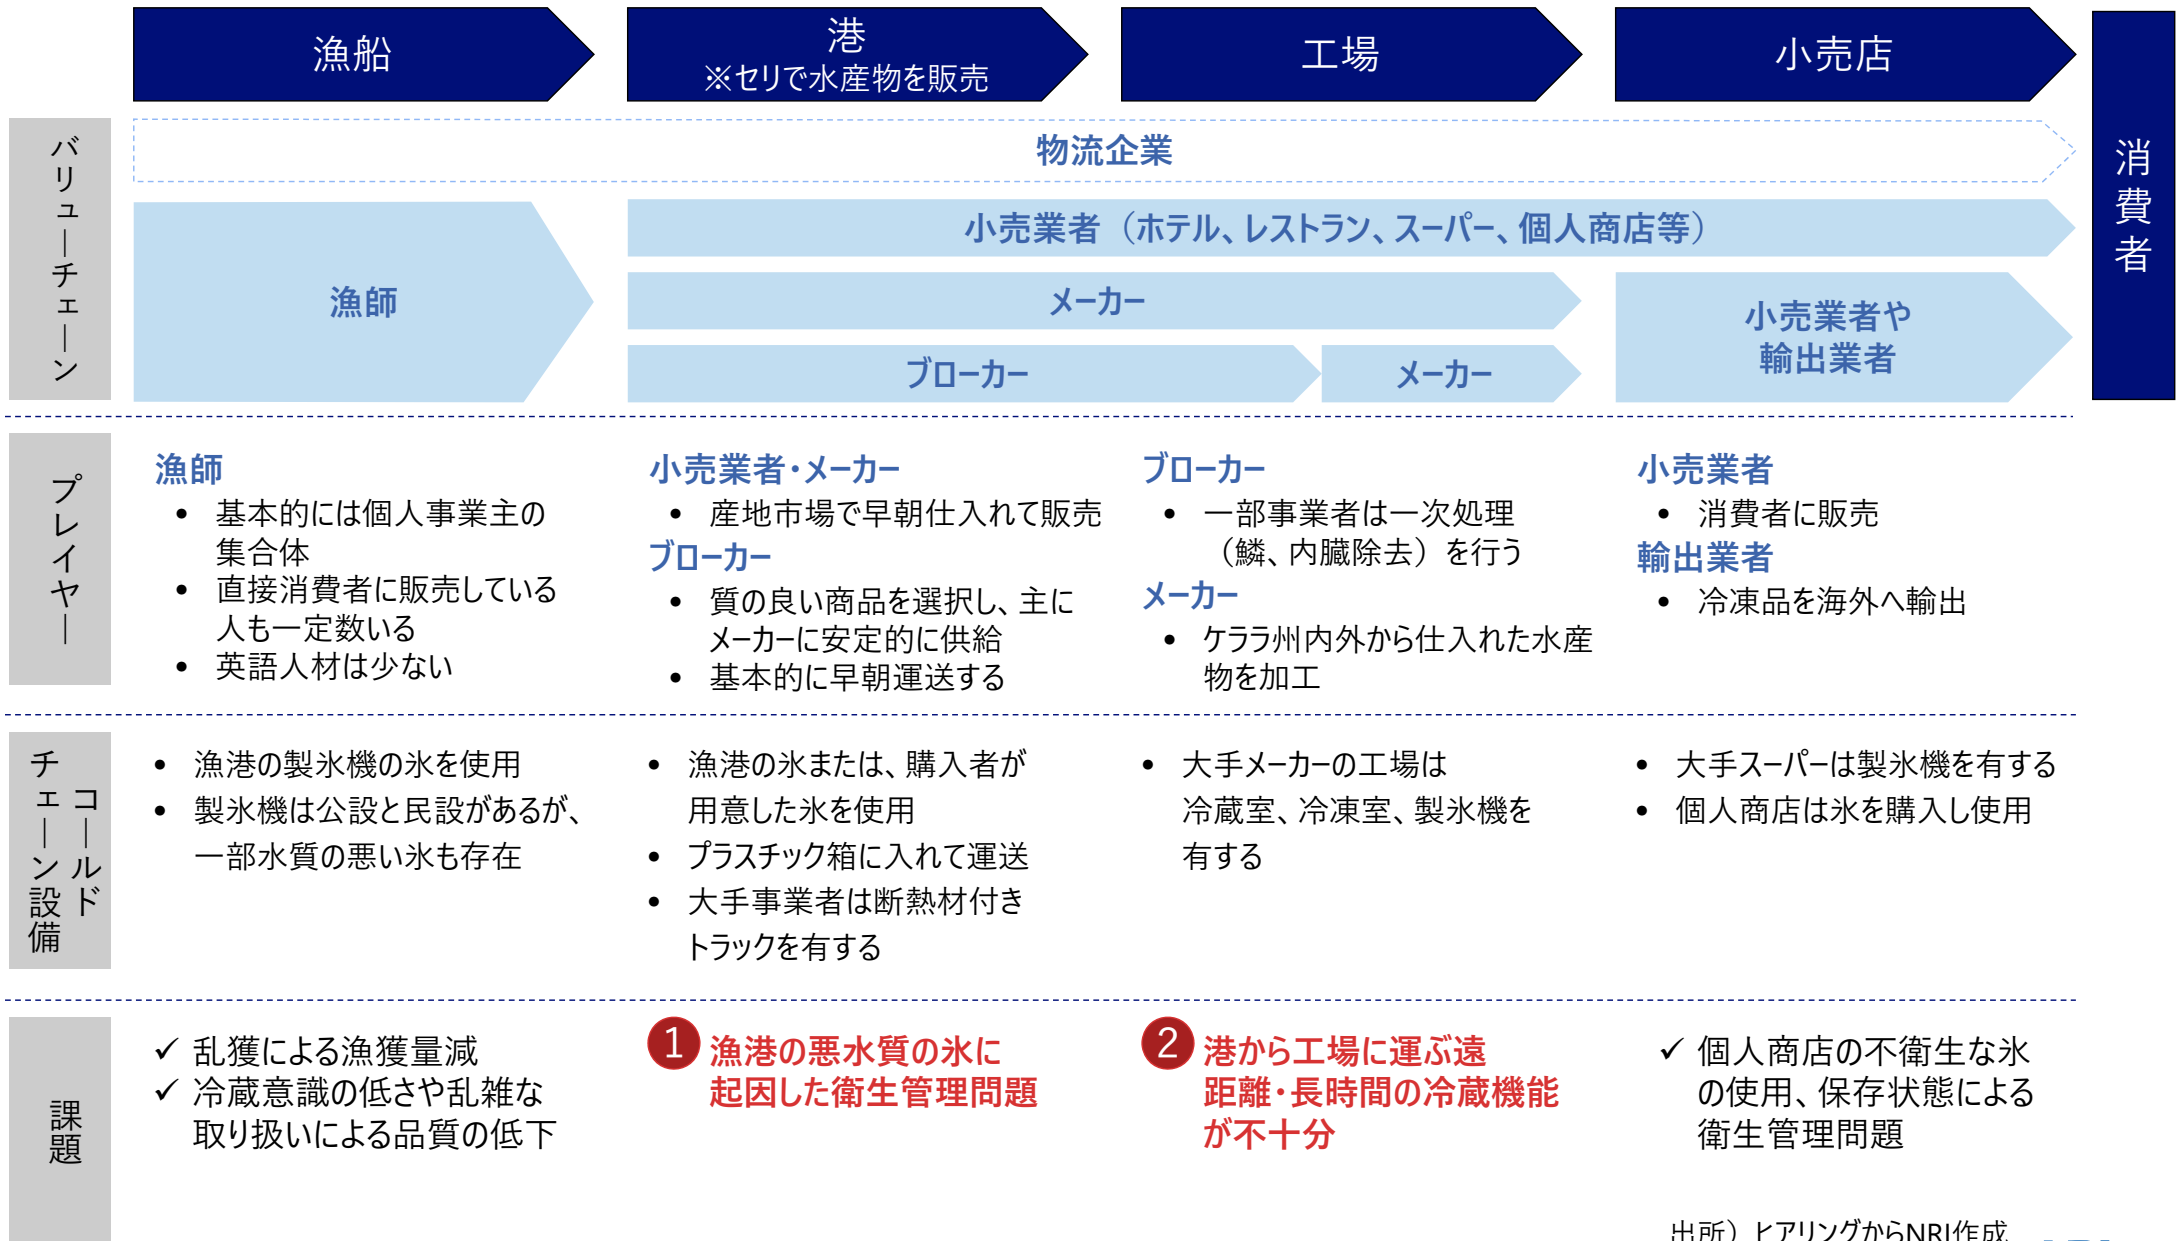 漁船
港
※セリで水産物を販売
工場
小売店
消費者
バリューチェーン
物流企業
漁師
小売業者（ホテル、レストラン、スーパー、個人商店等）
メーカー
ブローカー
メーカー
小売業者や
輸出業者
プレイヤー
漁師
• 基本的には個人事業主の
集合体
• 直接消費者に販売している
人も一定数いる
• 英語人材は少ない
小売業者・メーカー
• 産地市場で早朝仕入れて販売
ブローカー
• 質の良い商品を選択し、主に
メーカーに安定的に供給
• 基本的に早朝運送する
ブローカー
• 一部事業者は一次処理
（鱗、内臓除去）を行う
メーカー
• ケララ州内外から仕入れた水産
物を加工
小売業者
• 消費者に販売
輸出業者
• 冷凍品を海外へ輸出
コールド
チェーン設備
• 漁港の製氷機の氷を使用
• 製氷機は公設と民設があるが、
一部水質の悪い氷も存在
• 漁港の氷または、購入者が
用意した氷を使用
• プラスチック箱に入れて運送
• 大手事業者は断熱材付き
トラックを有する
• 大手メーカーの工場は
冷蔵室、冷凍室、製氷機を
有する
• 大手スーパーは製氷機を有する
• 個人商店は氷を購入し使用
課題
✓ 乱獲による漁獲量減
✓ 冷蔵意識の低さや乱雑な
取り扱いによる品質の低下
1 漁港の悪水質の氷に
起因した衛生管理問題
2 港から工場に運ぶ遠
距離・長時間の冷蔵機能
が不十分
✓ 個人商店の不衛生な氷
の使用、保存状態による
衛生管理問題
出所）ヒアリングからNRI作成